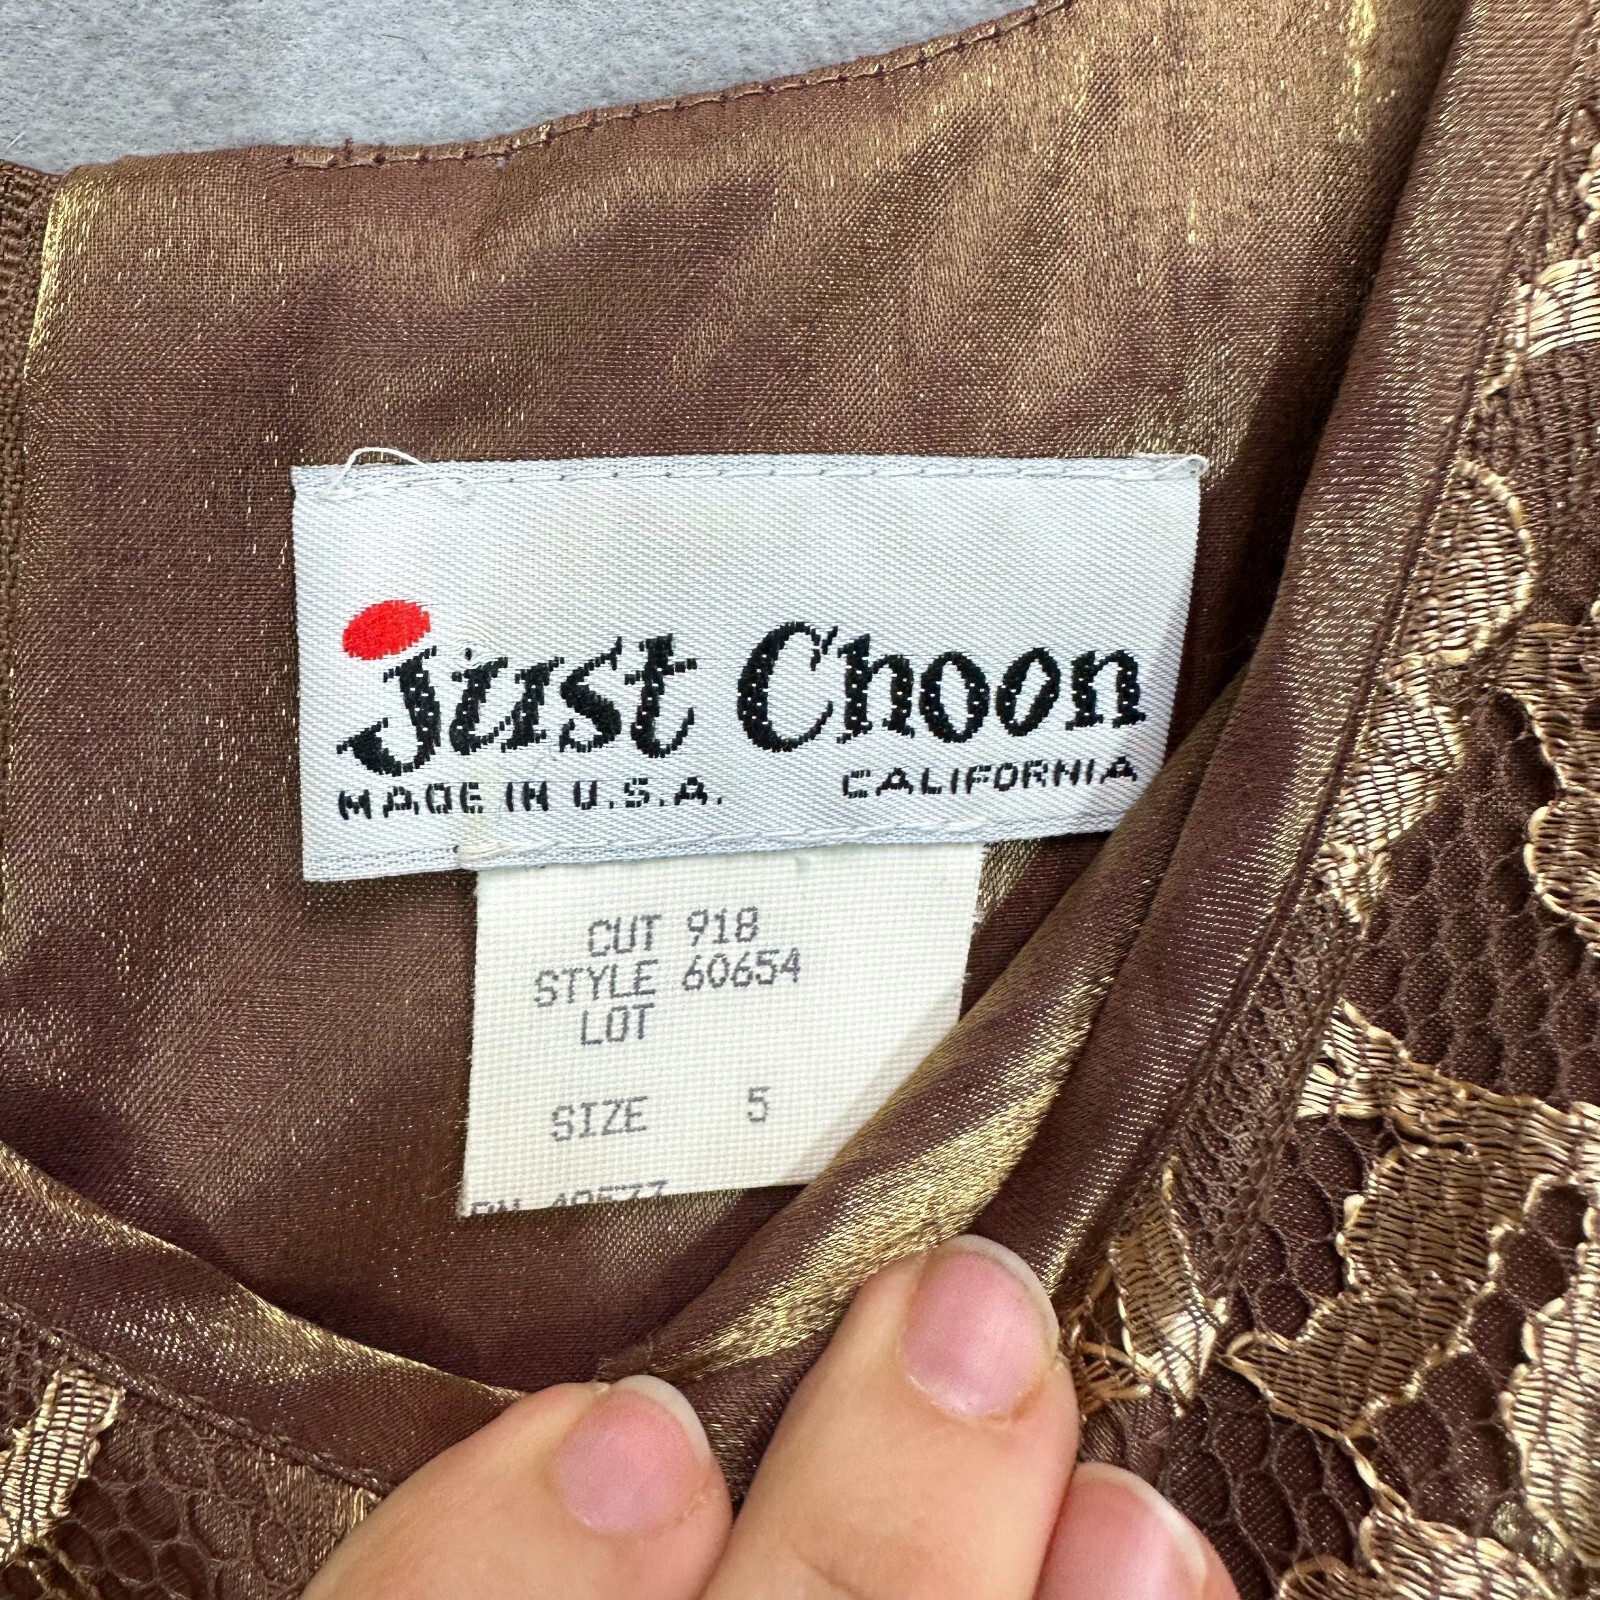 Just Choon
MADE IN U.S.A. CALIFORNIA
CUT 918
STYLE 60654
LOT
SIZE 5